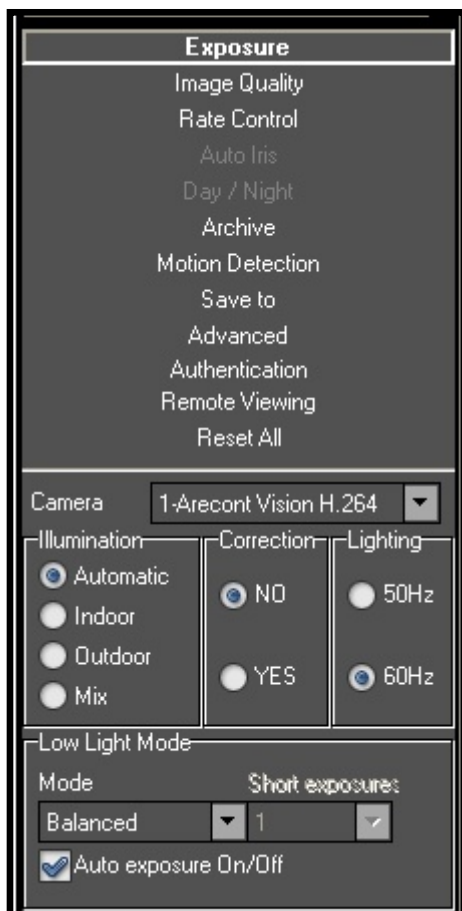 Exposure
Image Quality
Rate Control
Auto Iris
Day / Night
Archive
Motion Detection
Save to
Advanced
Authentication
Remote Viewing
Reset All
Camera 1-Arecont Vision H.264
Illumination Correction Lighting
Automatic NO 50Hz
Indoor
Outdoor YES 60Hz
Mix
Low Light Mode
Mode Short exposures
Balanced 1
Auto exposure On/Off